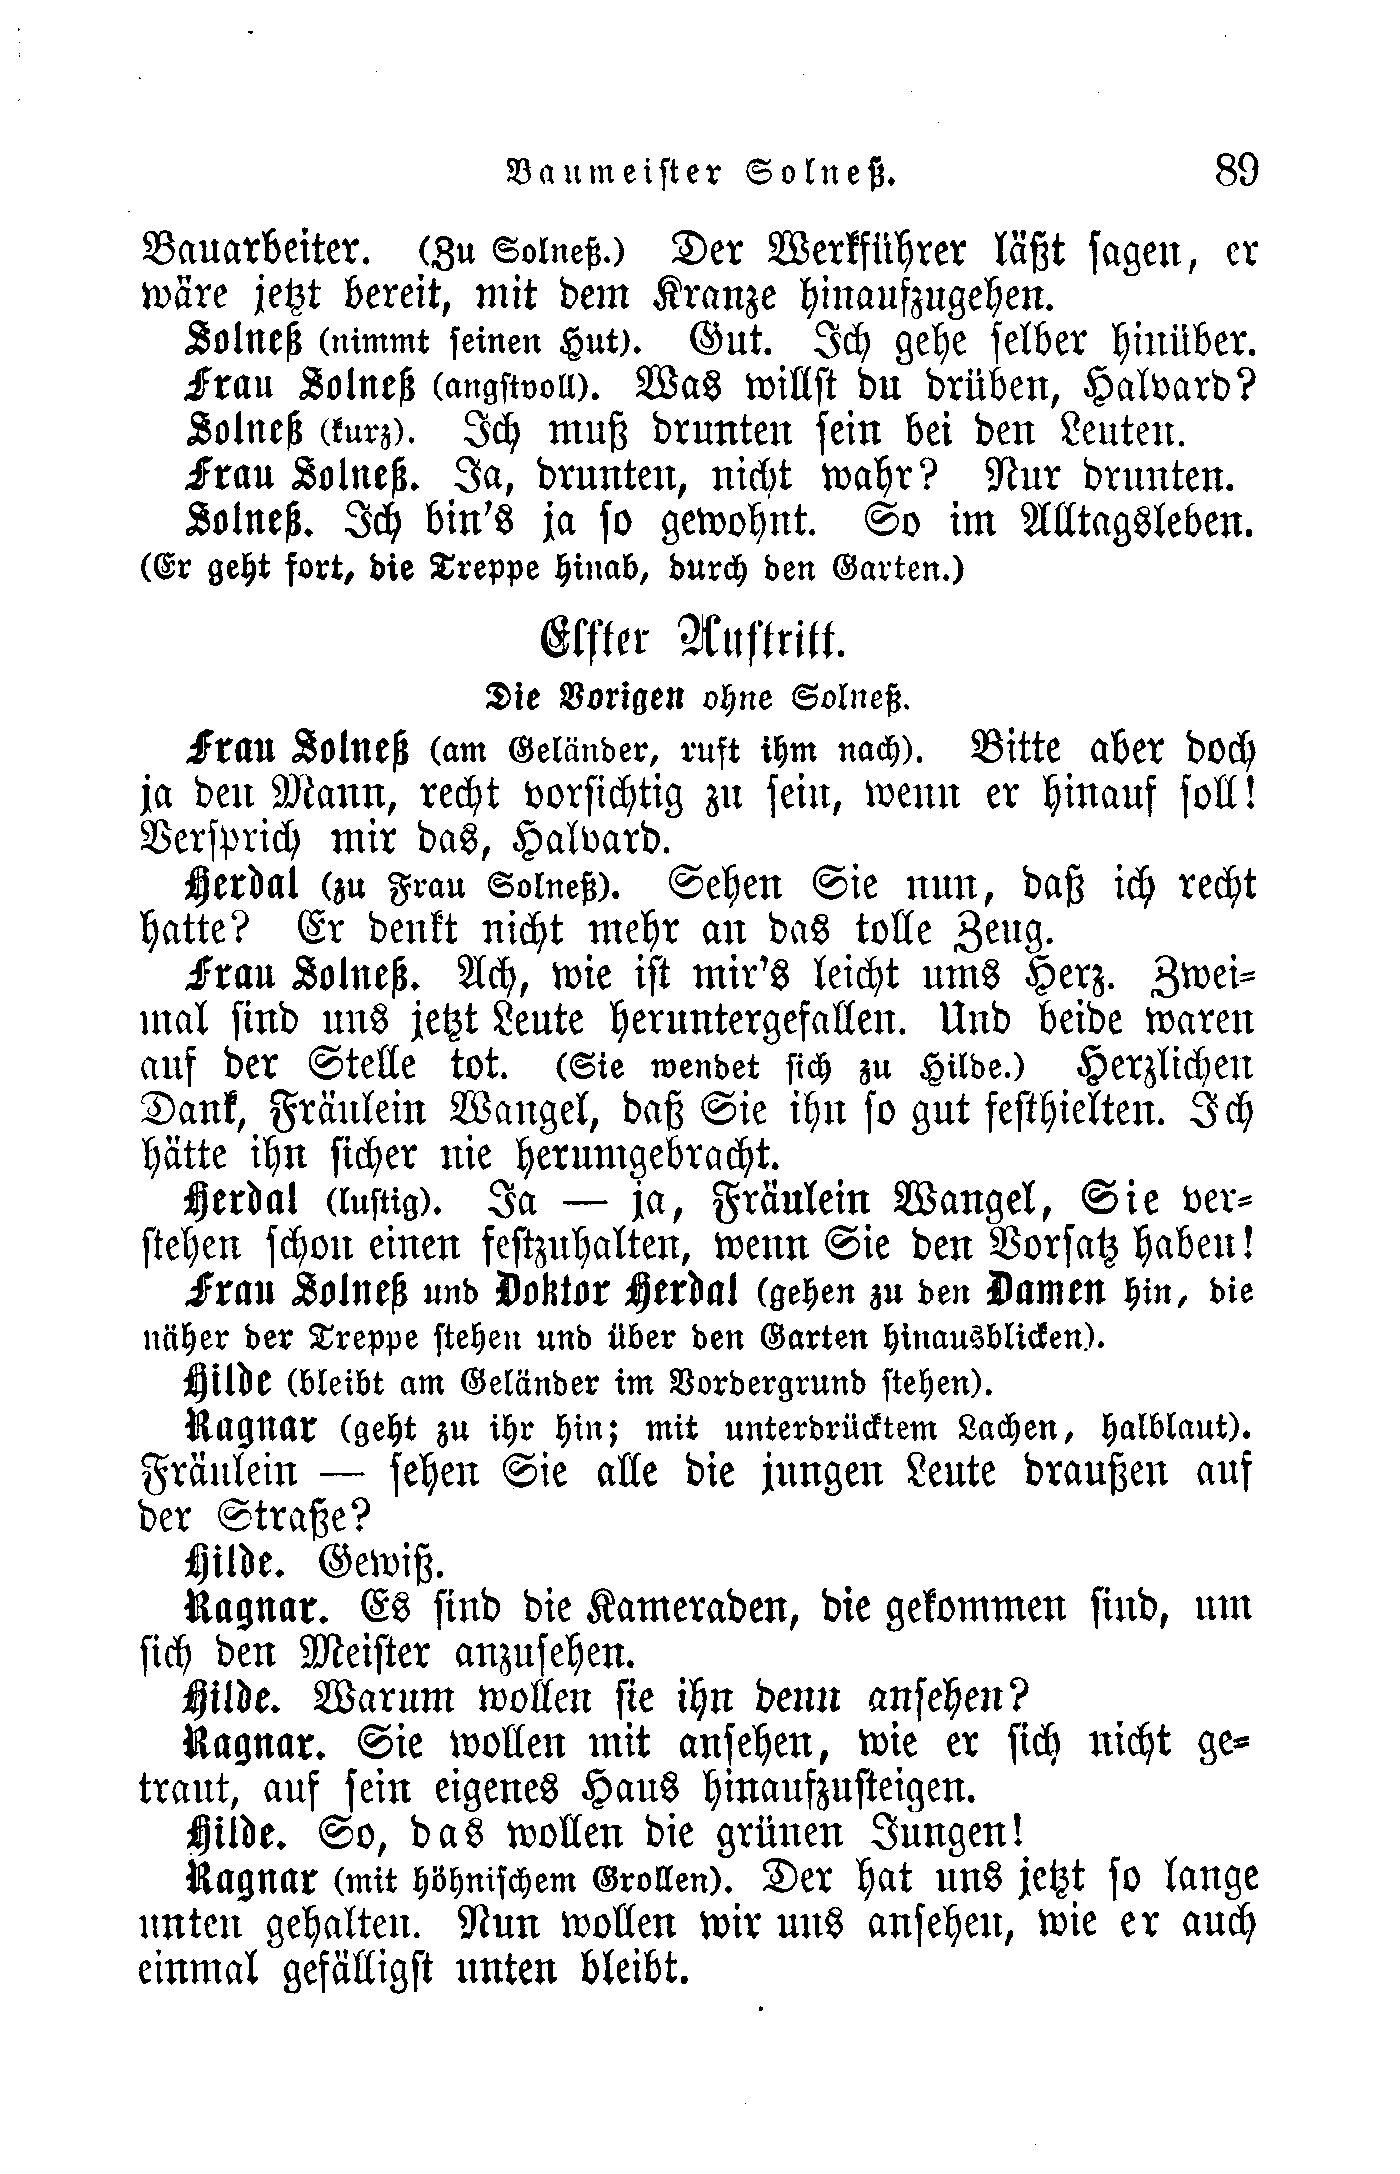 Baumeister Solneß. 89
Bauarbeiter. (Zu Solneß.) Der Werkführer läßt sagen, er
wäre jetzt bereit, mit dem Kranze hinaufzugehen.
Solneß (nimmt seinen Hut). Gut. Ich gehe selber hinüber.
Frau Solneß (angstvoll). Was willst du drüben, Halvard?
Solneß (kurz). Ich muß drunten sein bei den Leuten.
Frau Solneß. Ja, drunten, nicht wahr? Nur drunten.
Solneß. Ich bin's ja so gewohnt. So im Alltagsleben.
(Er geht fort, die Treppe hinab, durch den Garten.)
Elfter Auftritt.
Die Vorigen ohne Solneß.
Frau Solneß (am Geländer, ruft ihm nach). Bitte aber doch
ja den Mann, recht vorsichtig zu sein, wenn er hinauf soll!
Versprich mir das, Halvard.
Herdal (zu Frau Solneß). Sehen Sie nun, daß ich recht
hatte? Er denkt nicht mehr an das tolle Zeug.
Frau Solneß. Ach, wie ist mir's leicht ums Herz. Zwei-
mal sind uns jetzt Leute heruntergefallen. Und beide waren
auf der Stelle tot. (Sie wendet sich zu Hilde.) Herzlichen
Dank, Fräulein Wangel, daß Sie ihn so gut festhielten. Ich
hätte ihn sicher nie herumgebracht.
Herdal (lustig). Ja — ja, Fräulein Wangel, Sie ver-
stehen schon einen festzuhalten, wenn Sie den Vorsatz haben!
Frau Solneß und Doktor Herdal (gehen zu den Damen hin, die
näher der Treppe stehen und über den Garten hinausblicken).
Hilde (bleibt am Geländer im Vordergrund stehen).
Ragnar (geht zu ihr hin; mit unterdrücktem Lachen, halblaut).
Fräulein — sehen Sie alle die jungen Leute draußen auf
der Straße?
Hilde. Gewiß.
Ragnar. Es sind die Kameraden, die gekommen sind, um
sich den Meister anzusehen.
Hilde. Warum wollen sie ihn denn ansehen?
Ragnar. Sie wollen mit ansehen, wie er sich nicht ge-
traut, auf sein eigenes Haus hinaufzusteigen.
Hilde. So, das wollen die grünen Jungen!
Ragnar (mit höhnischem Grollen). Der hat uns jetzt so lange
unten gehalten. Nun wollen wir uns ansehen, wie er auch
einmal gefälligst unten bleibt.